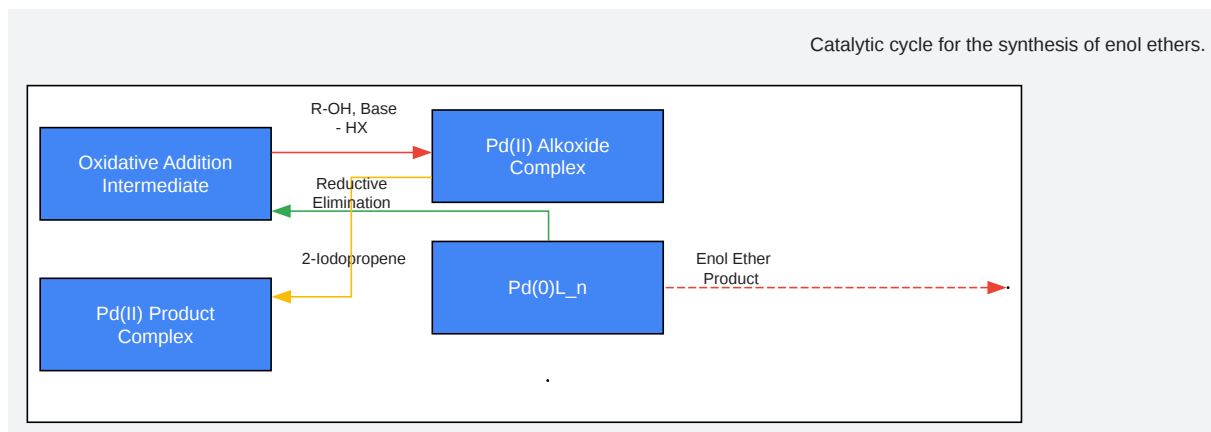 Catalytic cycle for the synthesis of enol ethers.
R-OH, Base
- HX
Oxidative Addition
Intermediate
Pd(II) Alkoxide
Complex
Reductive
Elimination
2-Iodopropene
Pd(0)L_n
Enol Ether
Product
Pd(II) Product
Complex